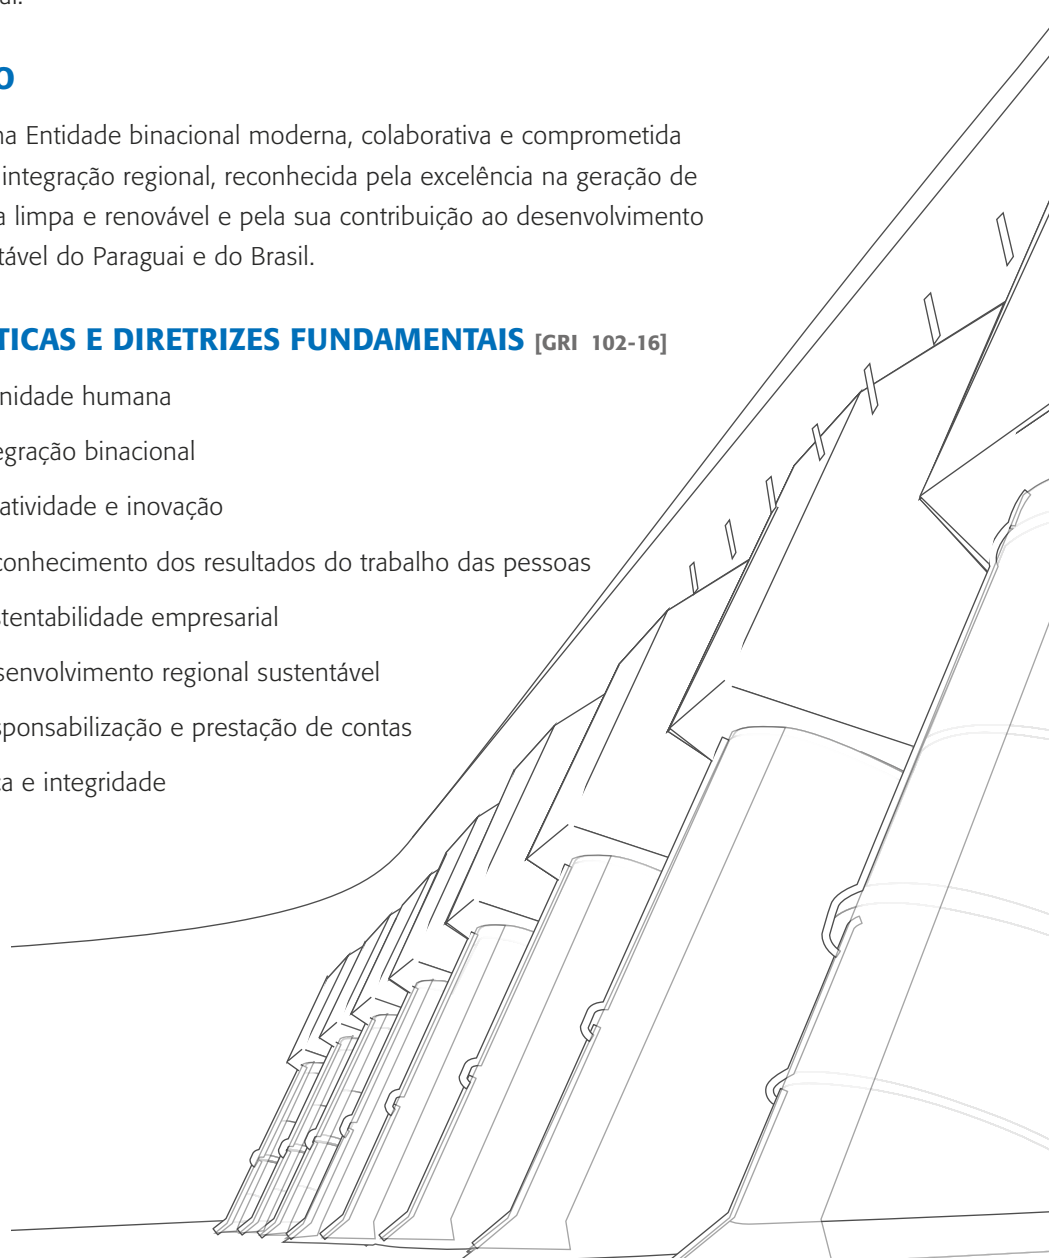 O
na Entidade binacional moderna, colaborativa e comprometida
integração regional, reconhecida pela excelência na geração de
a limpa e renovável e pela sua contribuição ao desenvolvimento
tável do Paraguai e do Brasil.
TICAS E DIRETRIZES FUNDAMENTAIS [GRI 102-16]
nidade humana
egração binacional
atividade e inovação
conhecimento dos resultados do trabalho das pessoas
stentabilidade empresarial
senvolvimento regional sustentável
sponsabilização e prestação de contas
ca e integridade